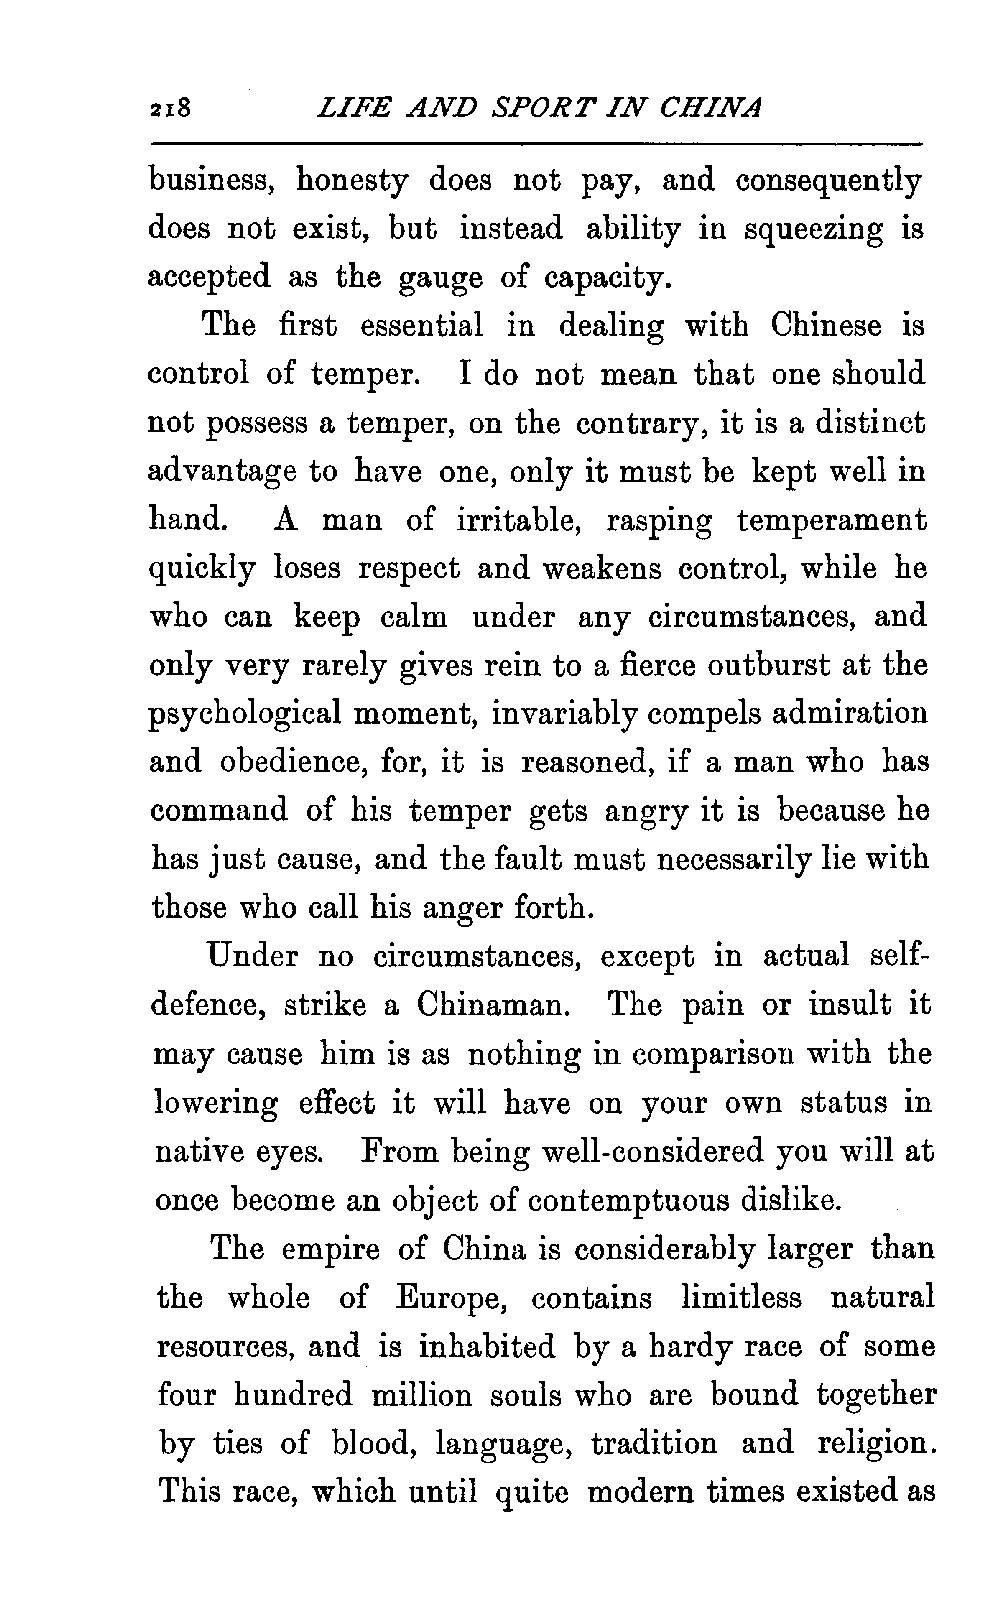 218 LIFE AND SPORT IN CHINA
business, honesty does not pay, and consequently
does not exist, but instead ability in squeezing is
accepted as the gauge of capacity.
The first essential in dealing with Chinese is
control of temper. I do not mean that one should
not possess a temper, on the contrary, it is a distinct
advantage to have one, only it must be kept well in
hand. A man of irritable, rasping temperament
quickly loses respect and weakens control, while he
who can keep calm under any circumstances, and
only very rarely gives rein to a fierce outburst at the
psychological moment, invariably compels admiration
and obedience, for, it is reasoned, if a man who has
command of his temper gets angry it is because he
has just cause, and the fault must necessarily lie with
those who call his anger forth.
Under no circumstances, except in actual self-
defence, strike a Chinaman. The pain or insult it
may cause him is as nothing in comparison with the
lowering effect it will have on your own status in
native eyes. From being well-considered you will at
once become an object of contemptuous dislike.
The empire of China is considerably larger than
the whole of Europe, contains limitless natural
resources, and is inhabited by a hardy race of some
four hundred million souls who are bound together
by ties of blood, language, tradition and religion.
This race, which until quite modern times existed as